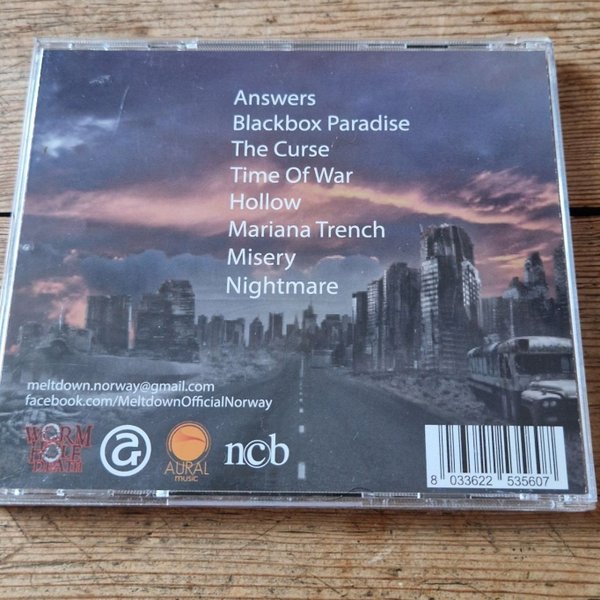 Answers
Blackbox Paradise
The Curse
Time Of War
Hollow
Mariana Trench
Misery
Nightmare
meltdown.norway@gmail.com
facebook.com/MeltdownOfficialNorway
WORM
HOLE
DEATH
AURAL
music
ncb
8 033622 535607